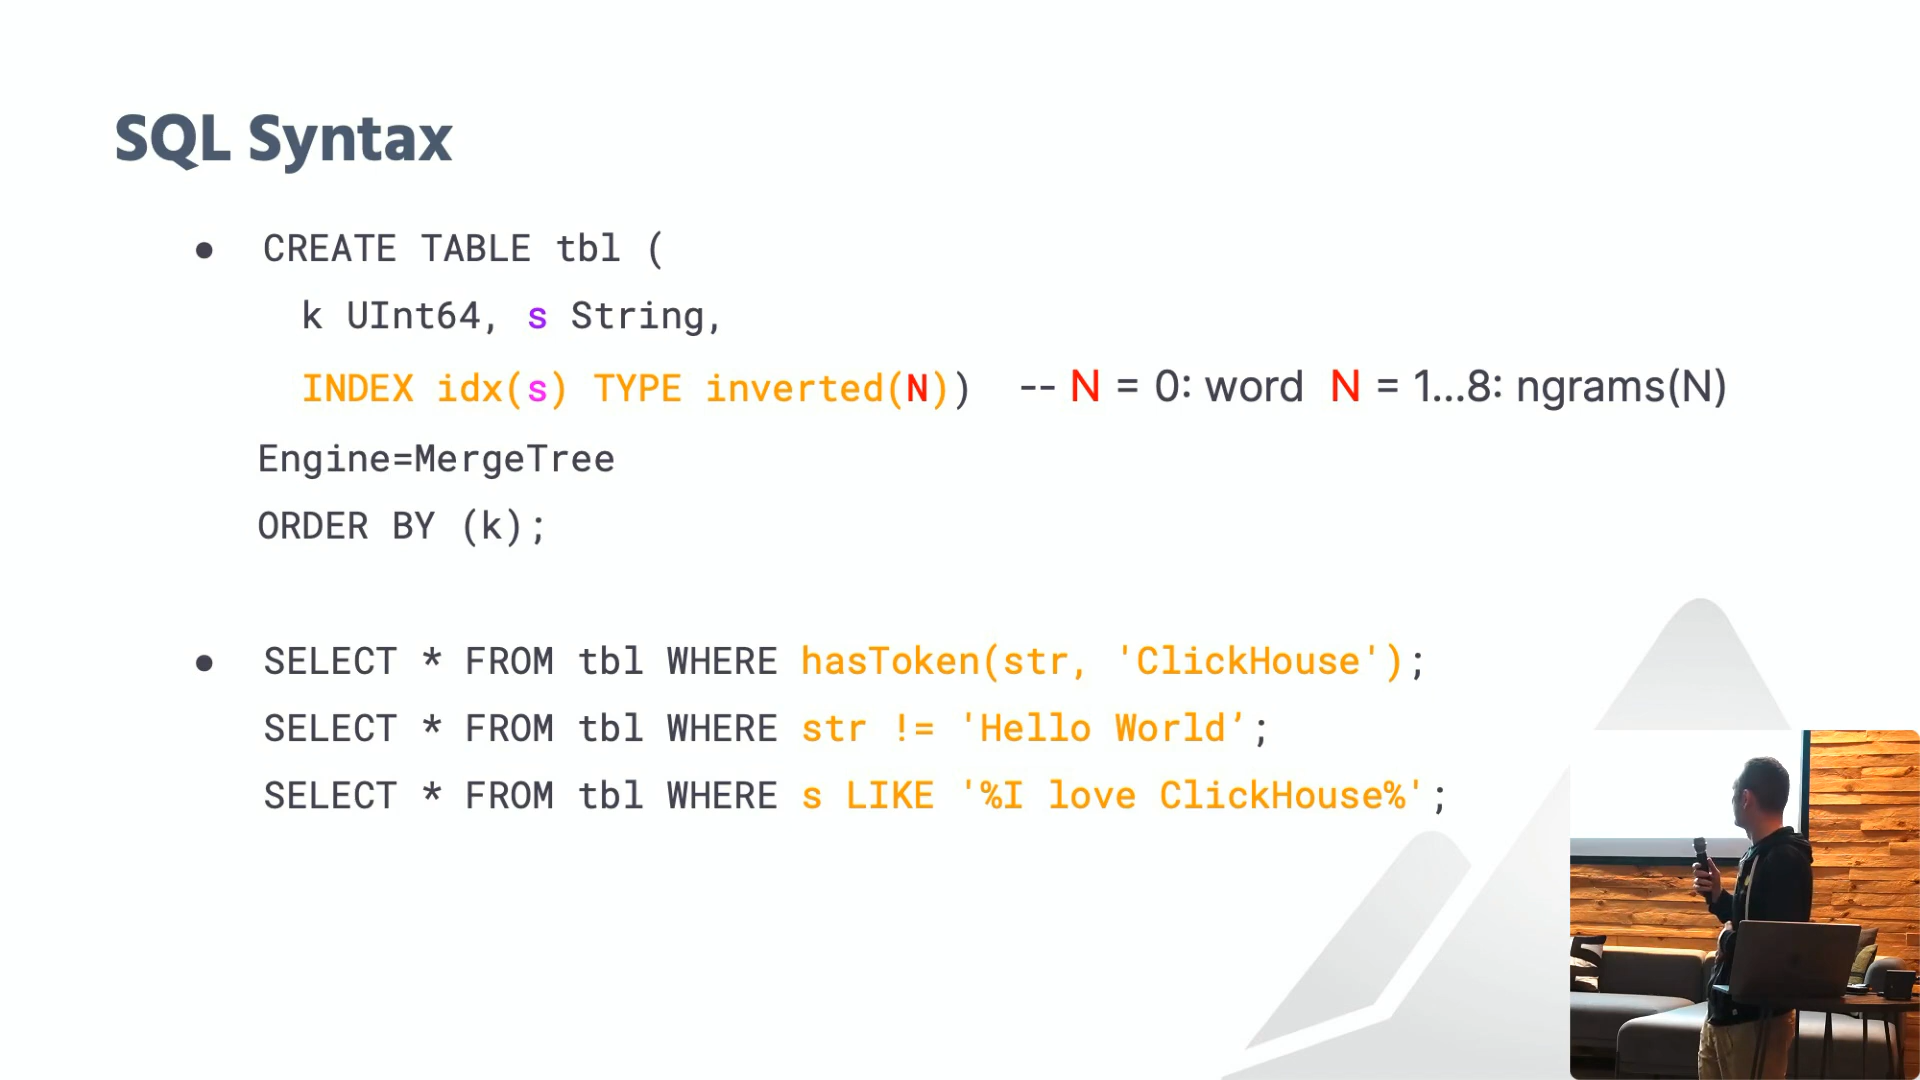 SQL Syntax
● CREATE TABLE tbl (
k UInt64, s String,
INDEX idx(s) TYPE inverted(N)) -- N = 0: word N = 1...8: ngrams(N)
Engine=MergeTree
ORDER BY (k);
● SELECT * FROM tbl WHERE hasToken(str, 'ClickHouse');
SELECT * FROM tbl WHERE str != 'Hello World’;
SELECT * FROM tbl WHERE s LIKE '%I love ClickHouse%';